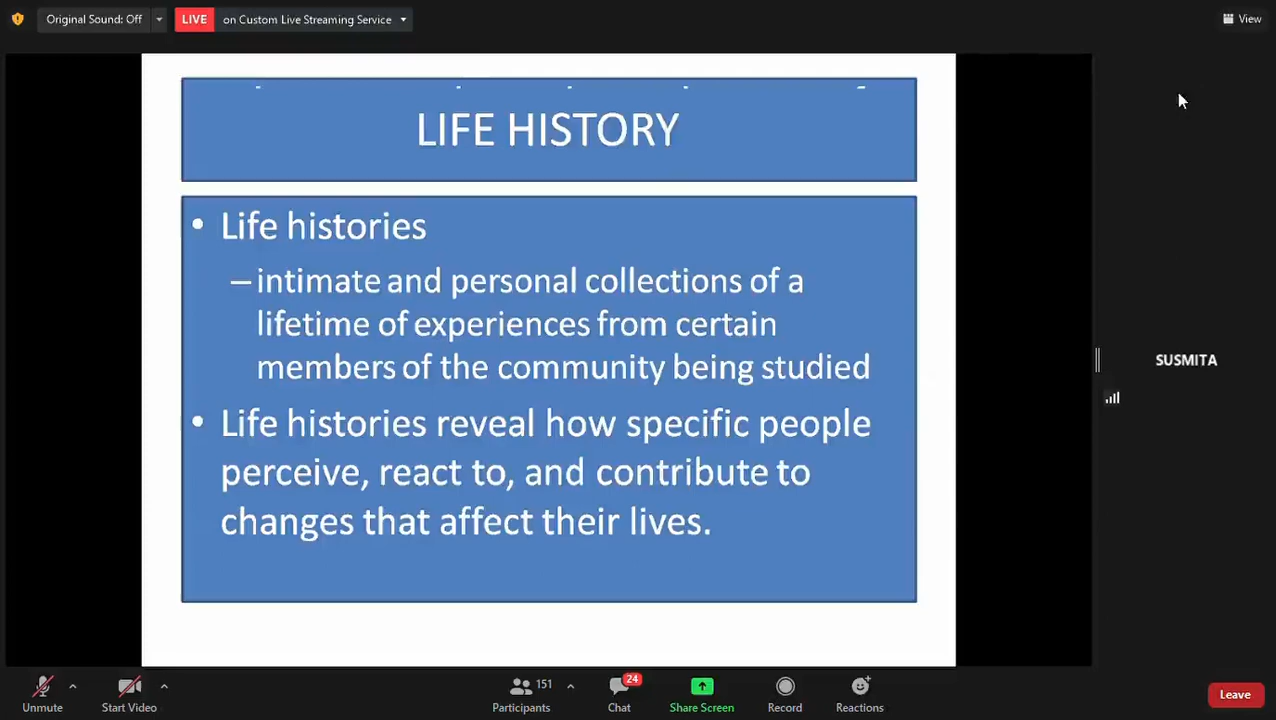 Original Sound: Off
LIVE
on Custom Live Streaming Service
View
LIFE HISTORY
• Life histories
– intimate and personal collections of a
lifetime of experiences from certain
members of the community being studied
• Life histories reveal how specific people
perceive, react to, and contribute to
changes that affect their lives.
SUSMITA
Unmute
Start Video
151
Participants
24
Chat
Share Screen
Record
Reactions
Leave